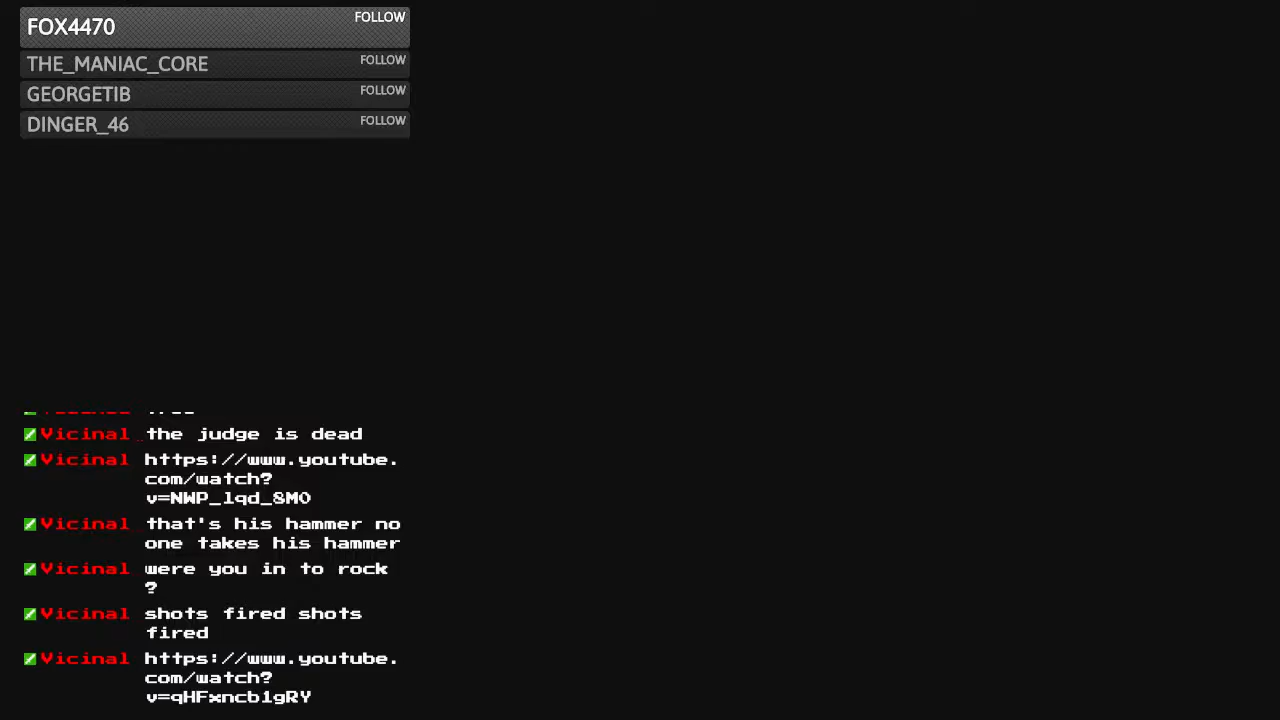 FOX4470 FOLLOW
THE_MANIAC_CORE FOLLOW
GEORGETIB FOLLOW
DINGER_46 FOLLOW
Vicinal the judge is dead
Vicinal https://www.youtube.
com/watch?
v=NWP_lqd_8M0
Vicinal that's his hammer no
one takes his hammer
Vicinal were you in to rock
?
Vicinal shots fired shots
fired
Vicinal https://www.youtube.
com/watch?
v=qHFxncb1gRY